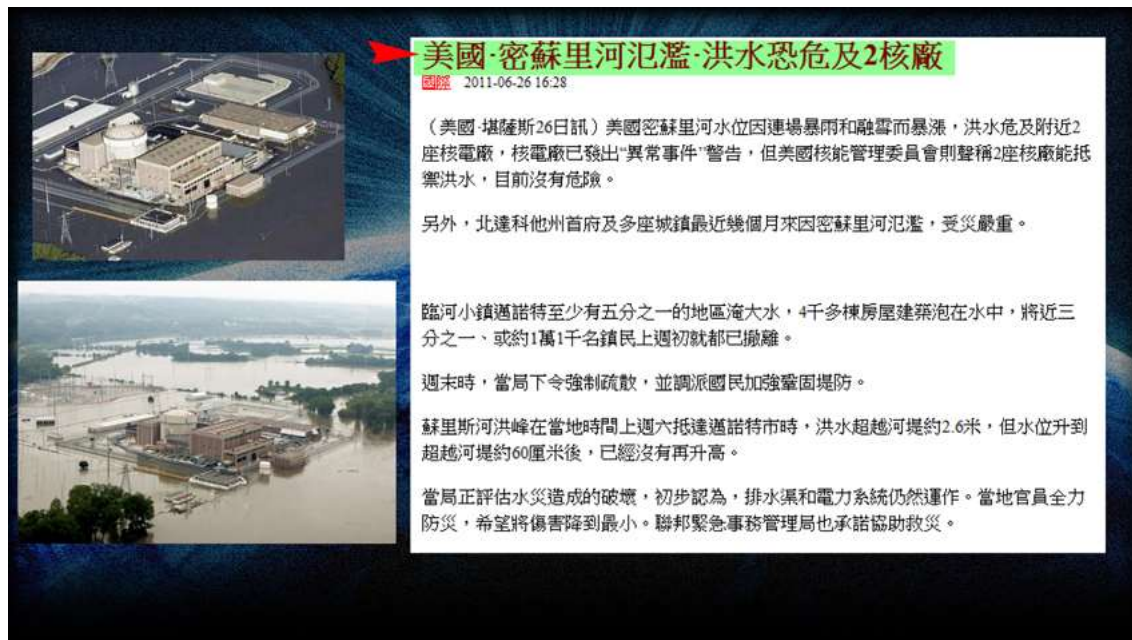 美國‧密蘇里河氾濫‧洪水恐危及2核廠
國際 2011-06-26 16:28
（美國‧堪薩斯26日訊）美國密蘇里河水位因連場暴雨和融雪而暴漲，洪水危及附近2
座核電廠，核電廠已發出“異常事件”警告，但美國核能管理委員會則聲稱2座核廠能抵
禦洪水，目前沒有危險。
另外，北達科他州首府及多座城鎮最近幾個月來因密蘇里河氾濫，受災嚴重。
臨河小鎮邁諾特至少有五分之一的地區淹大水，4千多棟房屋建築泡在水中，將近三
分之一、或約1萬1千名鎮民上週初就都已撤離。
週末時，當局下令強制疏散，並調派國民加強鞏固堤防。
蘇里斯河洪峰在當地時間上週六抵達邁諾特市時，洪水超越河堤約2.6米，但水位升到
超越河堤約60厘米後，已經沒有再升高。
當局正評估水災造成的破壞，初步認為，排水渠和電力系統仍然運作。當地官員全力
防災，希望將傷害降到最小。聯邦緊急事務管理局也承諾協助救災。